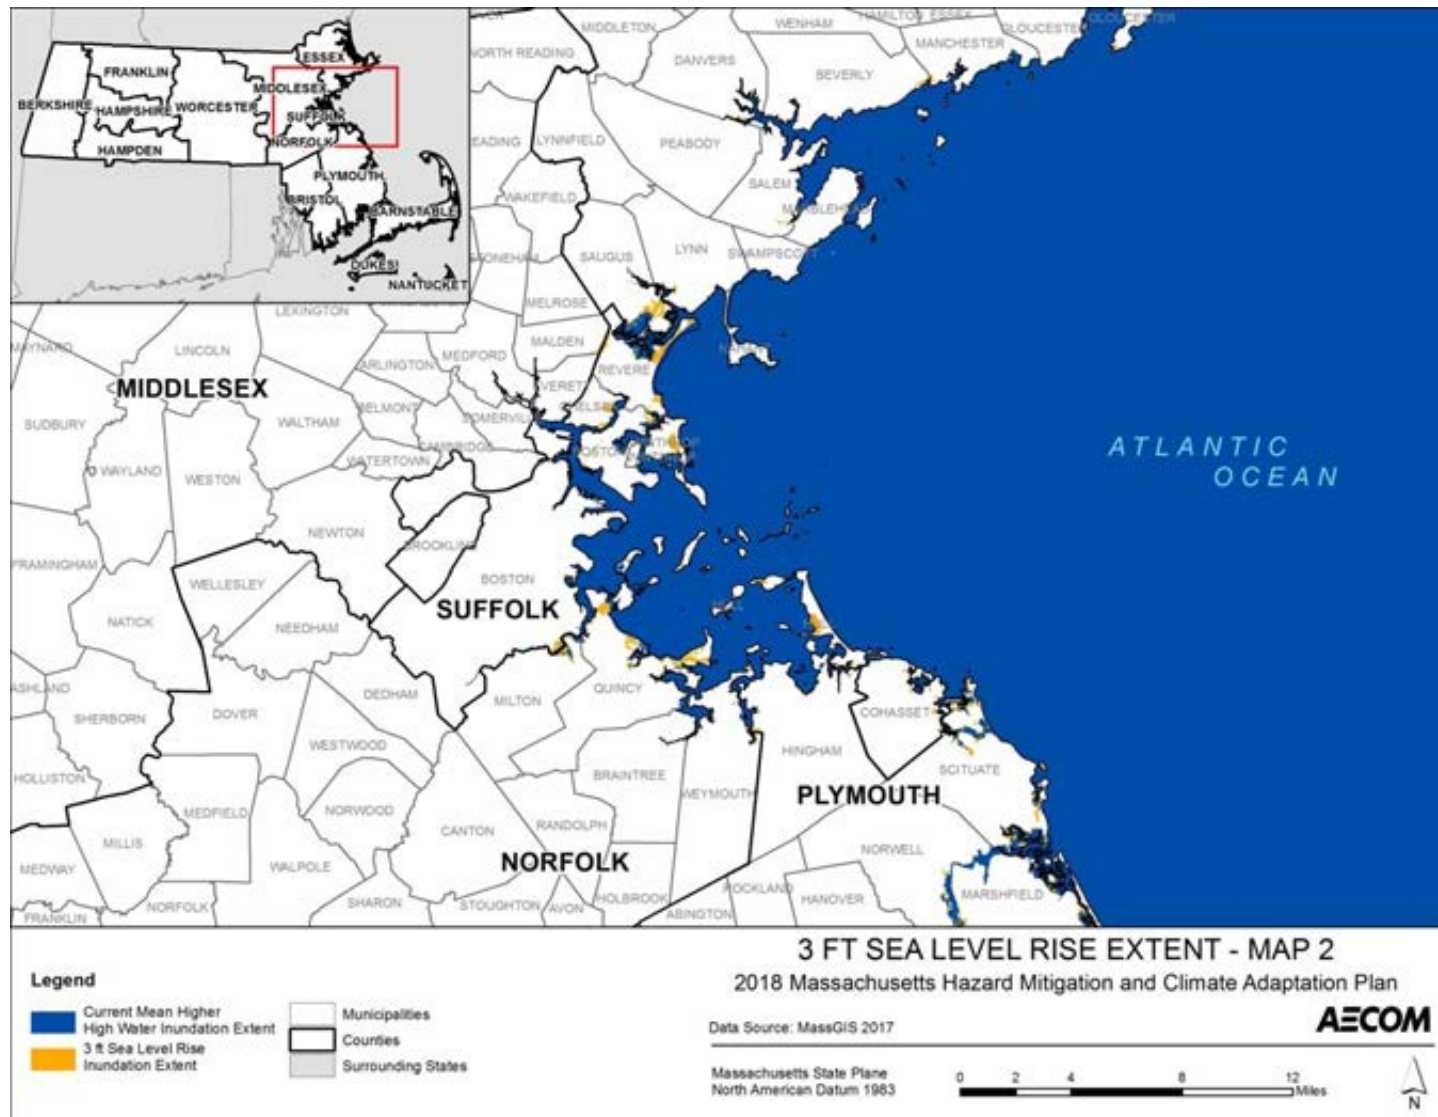 ESSEX
FRANKLIN
MIDDLESEX
BERKSHIRE
HAMPSHIRE
WORCESTER
SUFFOLK
NORFOLK
HAMPDEN
PLYMOUTH
BRISTOL
BARNSTABLE
DUKES
NANTUCKET
MIDDLETON
WENHAM
HAMILTON ESSEX
GLOUCESTER
GLOUCESTER
MANCHESTER
NORTH READING
DANVERS
BEVERLY
EADING
LYNNFIELD
PEABODY
SALEM
MARBLEHEAD
WAKEFIELD
STONEHAM
SAUGUS
LYNN
SWAMPSCOTT
MELROSE
LEXINGTON
MAYNARD
LINCOLN
ARLINGTON
MEDFORD
MALDEN
REVERE
EVERETT
MIDDLESEX
BELMONT
SOMERVILL
CHELSE
SUDBURY
WALTHAM
CAMBRIDGE
WATERTOWN
ATLANTIC
OCEAN
WAYLAND
WESTON
NEWTON
BROOKLINE
FRAMINGHAM
WELLESLEY
BOSTON
SUFFOLK
NATICK
NEEDHAM
ASHLAND
SHERBORN
DOVER
DEDHAM
MILTON
QUINCY
COHASSET
WESTWOOD
HINGHAM
SCITUATE
HOLLISTON
BRAINTREE
WEYMOUTH
PLYMOUTH
MEDFIELD
NORWOOD
CANTON
RANDOLPH
MILLIS
NORWELL
MEDWAY
WALPOLE
NORFOLK
ROCKLAND
HANOVER
MARSHFIELD
FRANKLIN
NORFOLK
SHARON
STOUGHTON
AVON
HOLBROOK
ABINGTON
3 FT SEA LEVEL RISE EXTENT - MAP 2
2018 Massachusetts Hazard Mitigation and Climate Adaptation Plan
Legend
Current Mean Higher
High Water Inundation Extent
3 ft Sea Level Rise
Inundation Extent
Municipalities
Counties
Surrounding States
Data Source: MassGIS 2017
AECOM
Massachusetts State Plane
North American Datum 1983
0 2 4 8 12
Miles
N